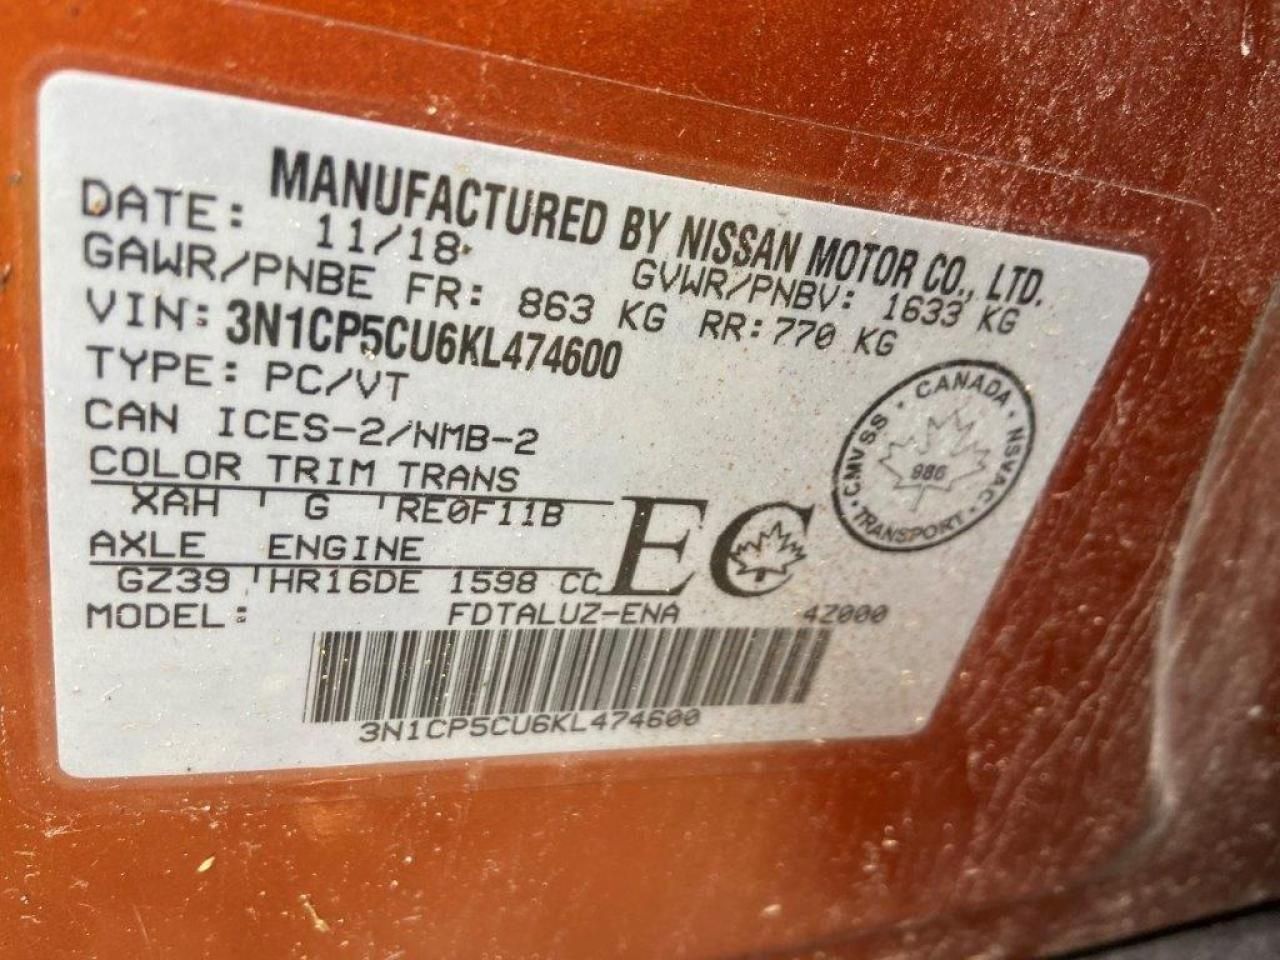 MANUFACTURED BY NISSAN MOTOR CO., LTD.
DATE: 11/18 GVWR/PNBV: 1633 KG
GAWR/PNBE FR: 863 KG RR: 770 KG
VIN: 3N1CP5CU6KL474600
TYPE: PC/VT
CAN ICES-2/NMB-2
COLOR TRIM TRANS
XAH G RE0F11B
AXLE ENGINE
GZ39 HR16DE 1598 CC
EC
MODEL: FDTALUZ-ENA 4Z000
3N1CP5CU6KL474600
CANADA
CMVSS · NSVAC
986
TRANSPORT